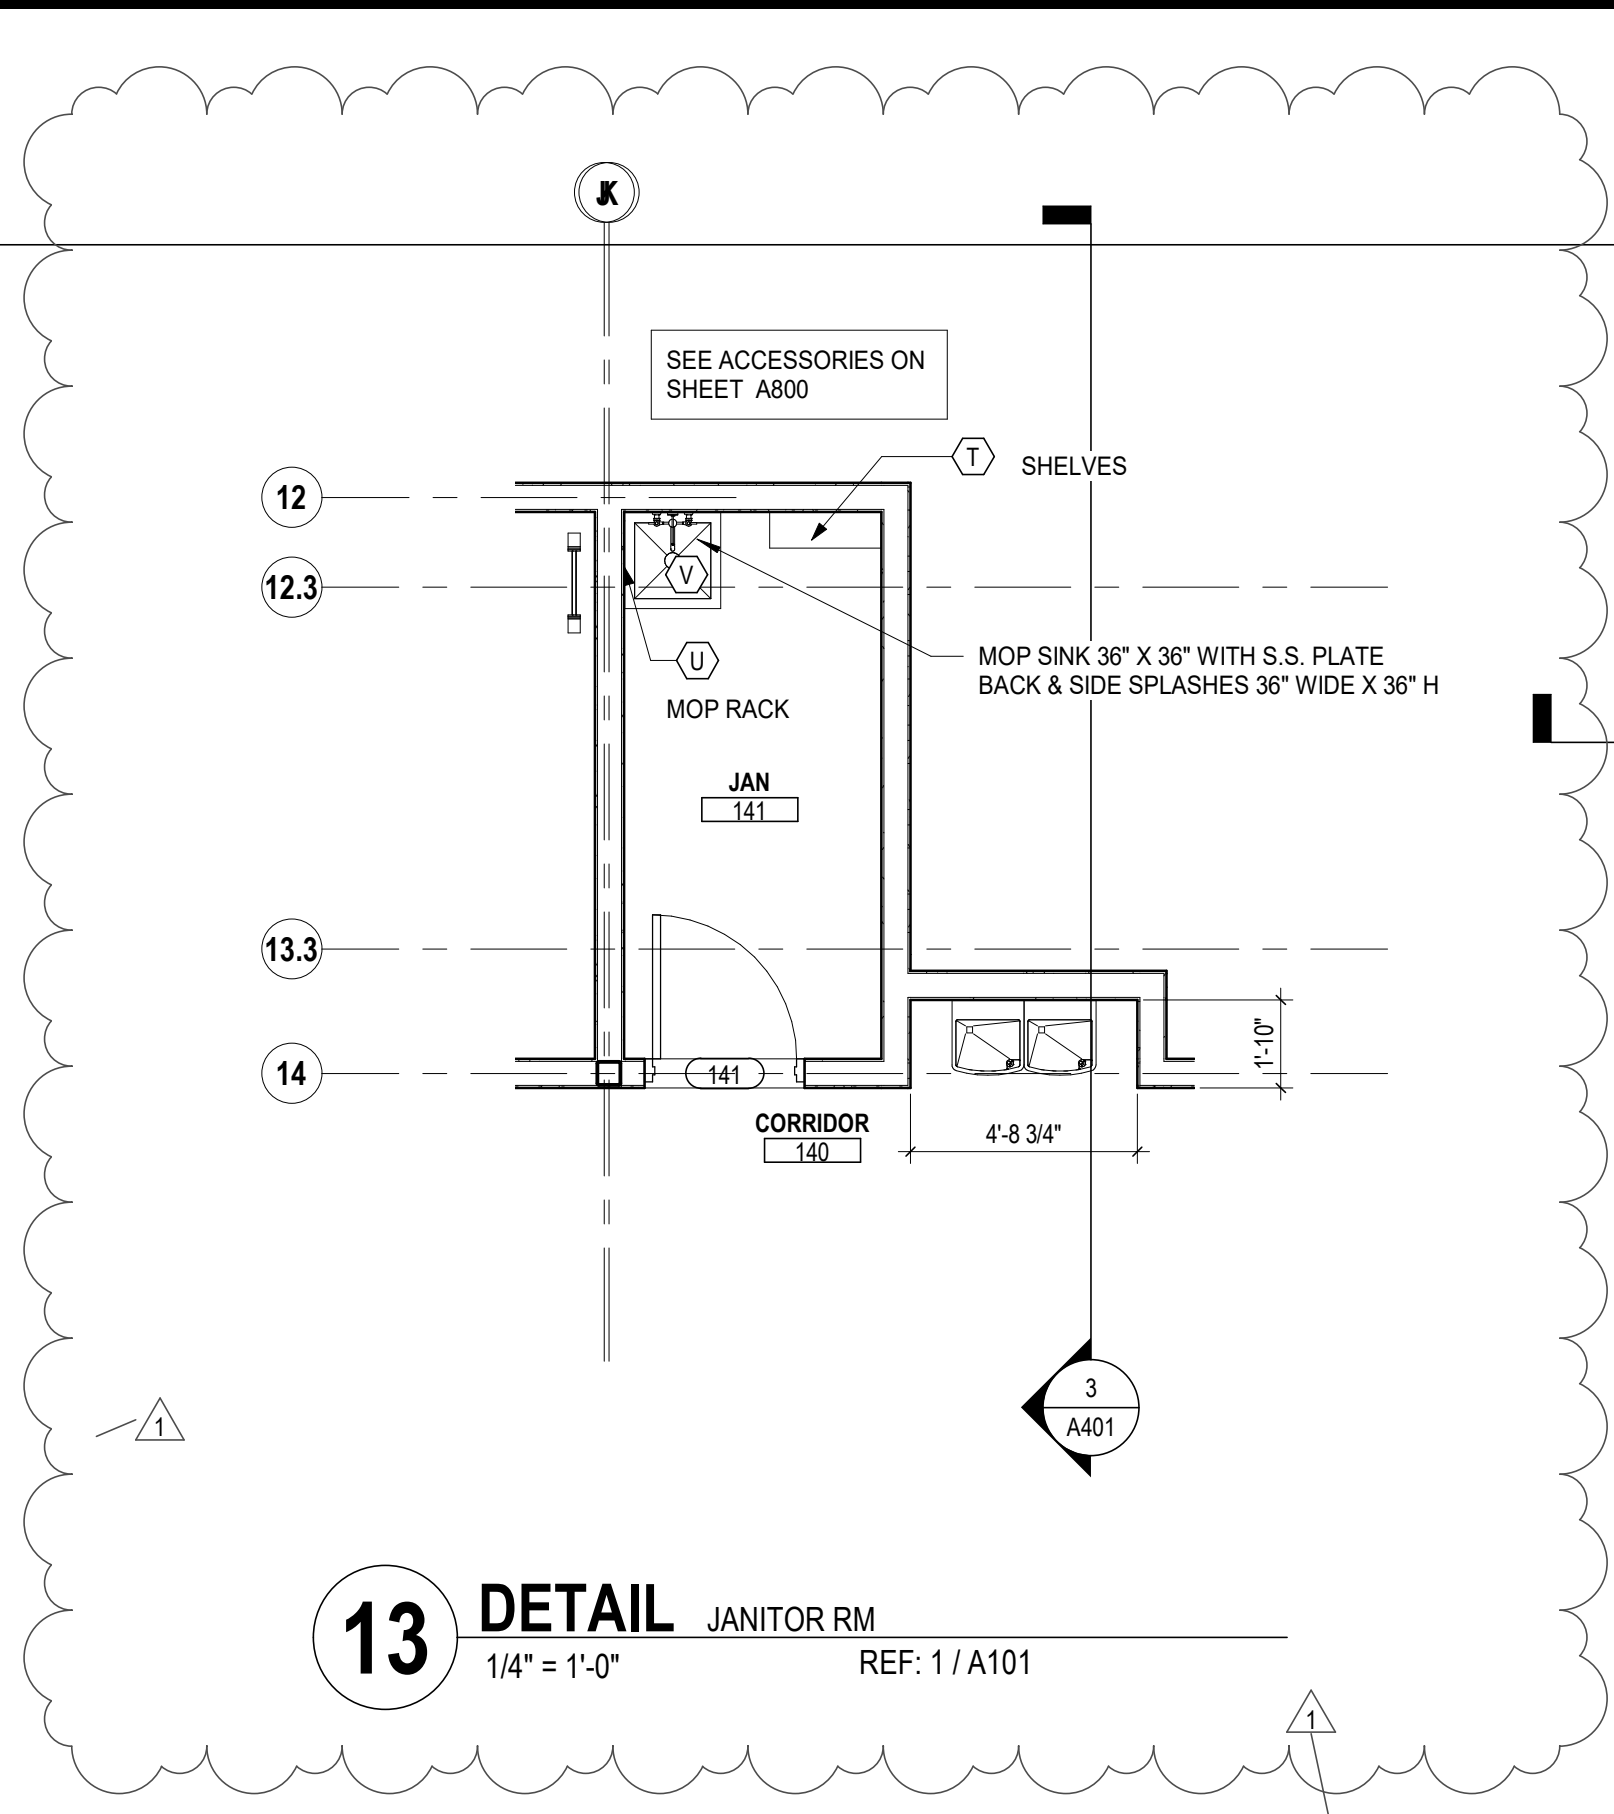 JK
SEE ACCESSORIES ON
SHEET A800
T
SHELVES
12
12.3
V
U
MOP SINK 36" X 36" WITH S.S. PLATE
BACK & SIDE SPLASHES 36" WIDE X 36" H
MOP RACK
JAN
141
13.3
1'-10"
14
141
CORRIDOR
140
4'-8 3/4"
3
A401
1
13
DETAIL JANITOR RM
1/4" = 1'-0" REF: 1 / A101
1